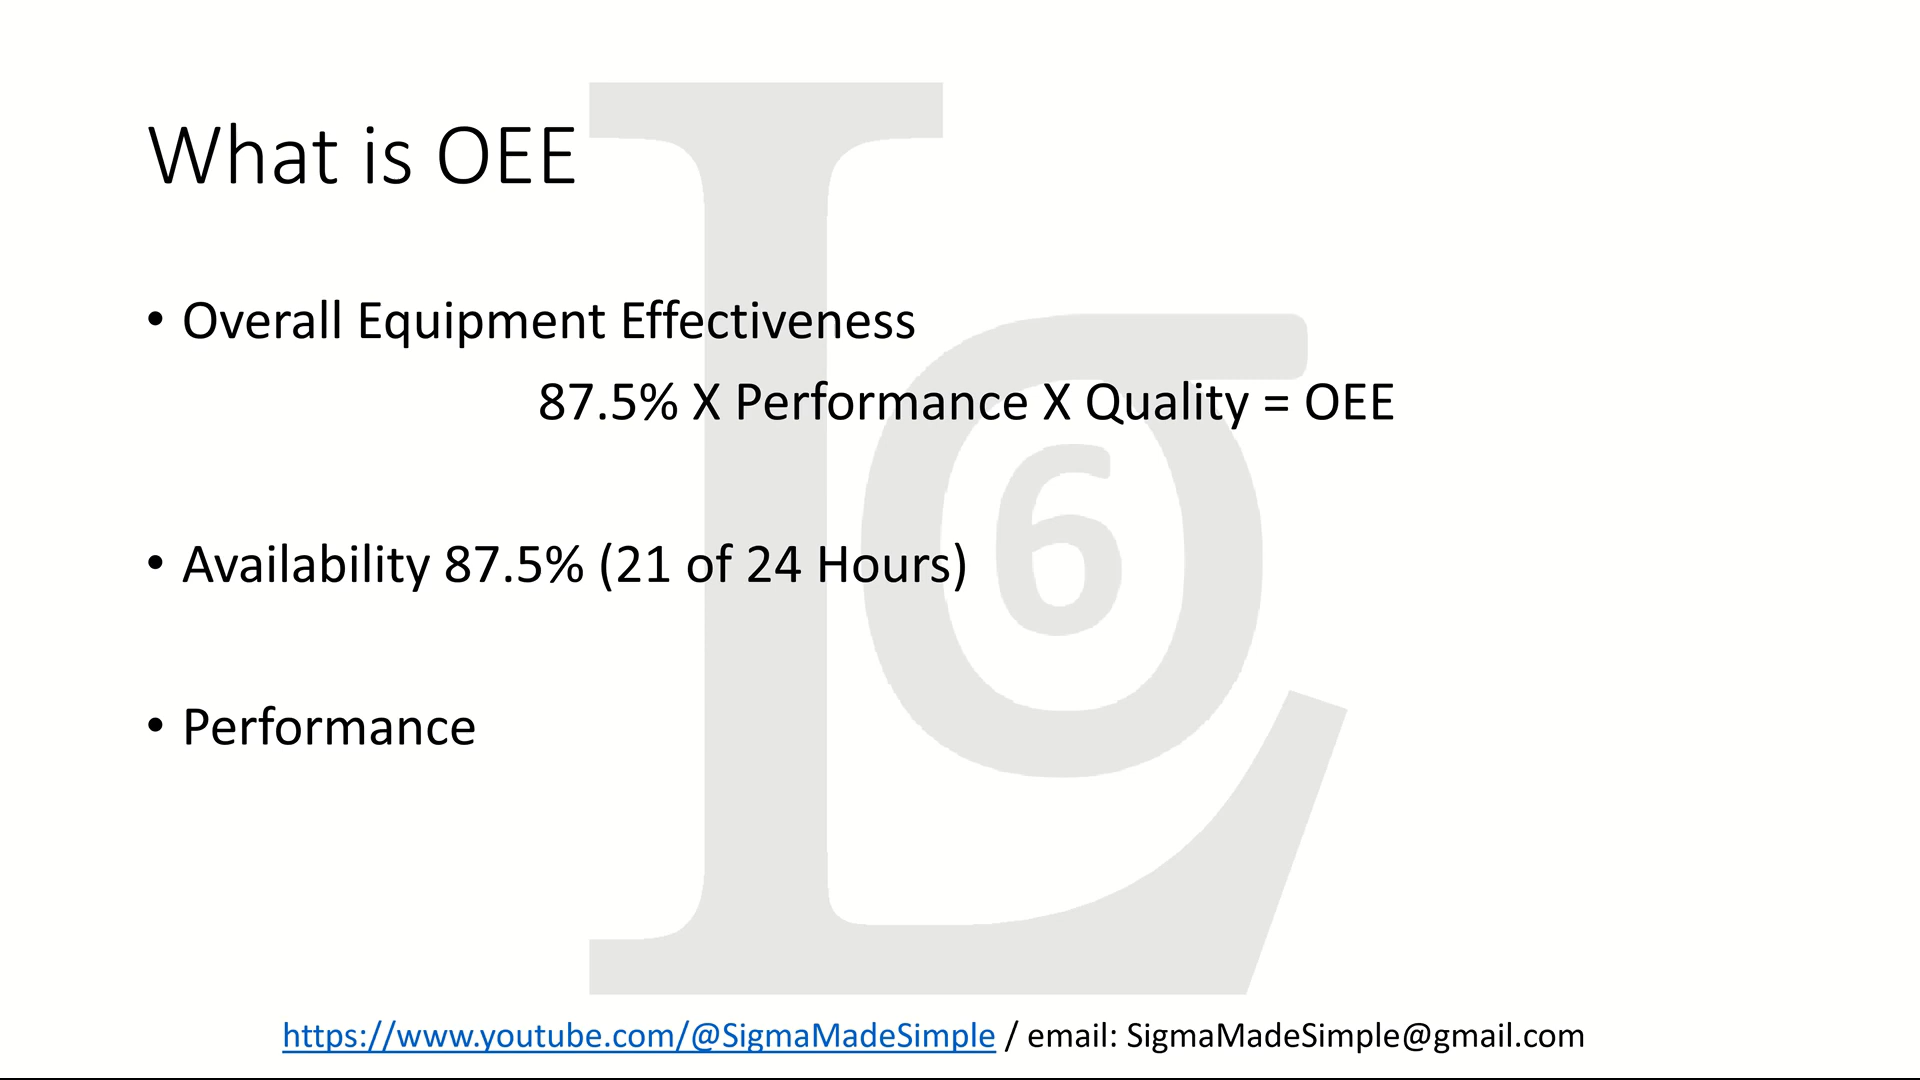 What is OEE
• Overall Equipment Effectiveness
87.5% X Performance X Quality = OEE
• Availability 87.5% (21 of 24 Hours)
• Performance
L6
https://www.youtube.com/@SigmaMadeSimple / email: SigmaMadeSimple@gmail.com